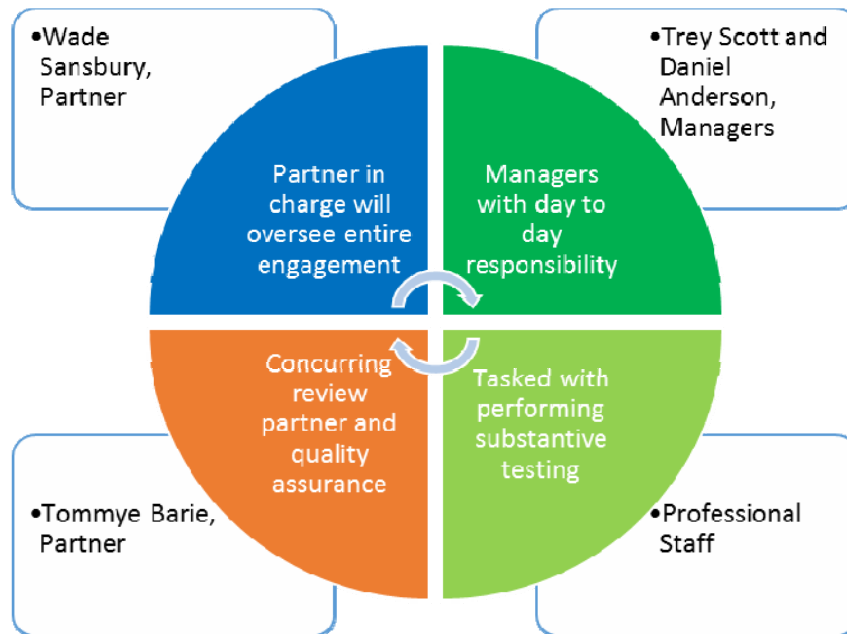 •Wade
Sansbury,
Partner
•Trey Scott and
Daniel
Anderson,
Managers
Partner in
charge will
oversee entire
engagement
Managers
with day to
day
responsibility
Concurring
review
partner and
quality
assurance
Tasked with
performing
substantive
testing
•Tommye Barie,
Partner
•Professional
Staff